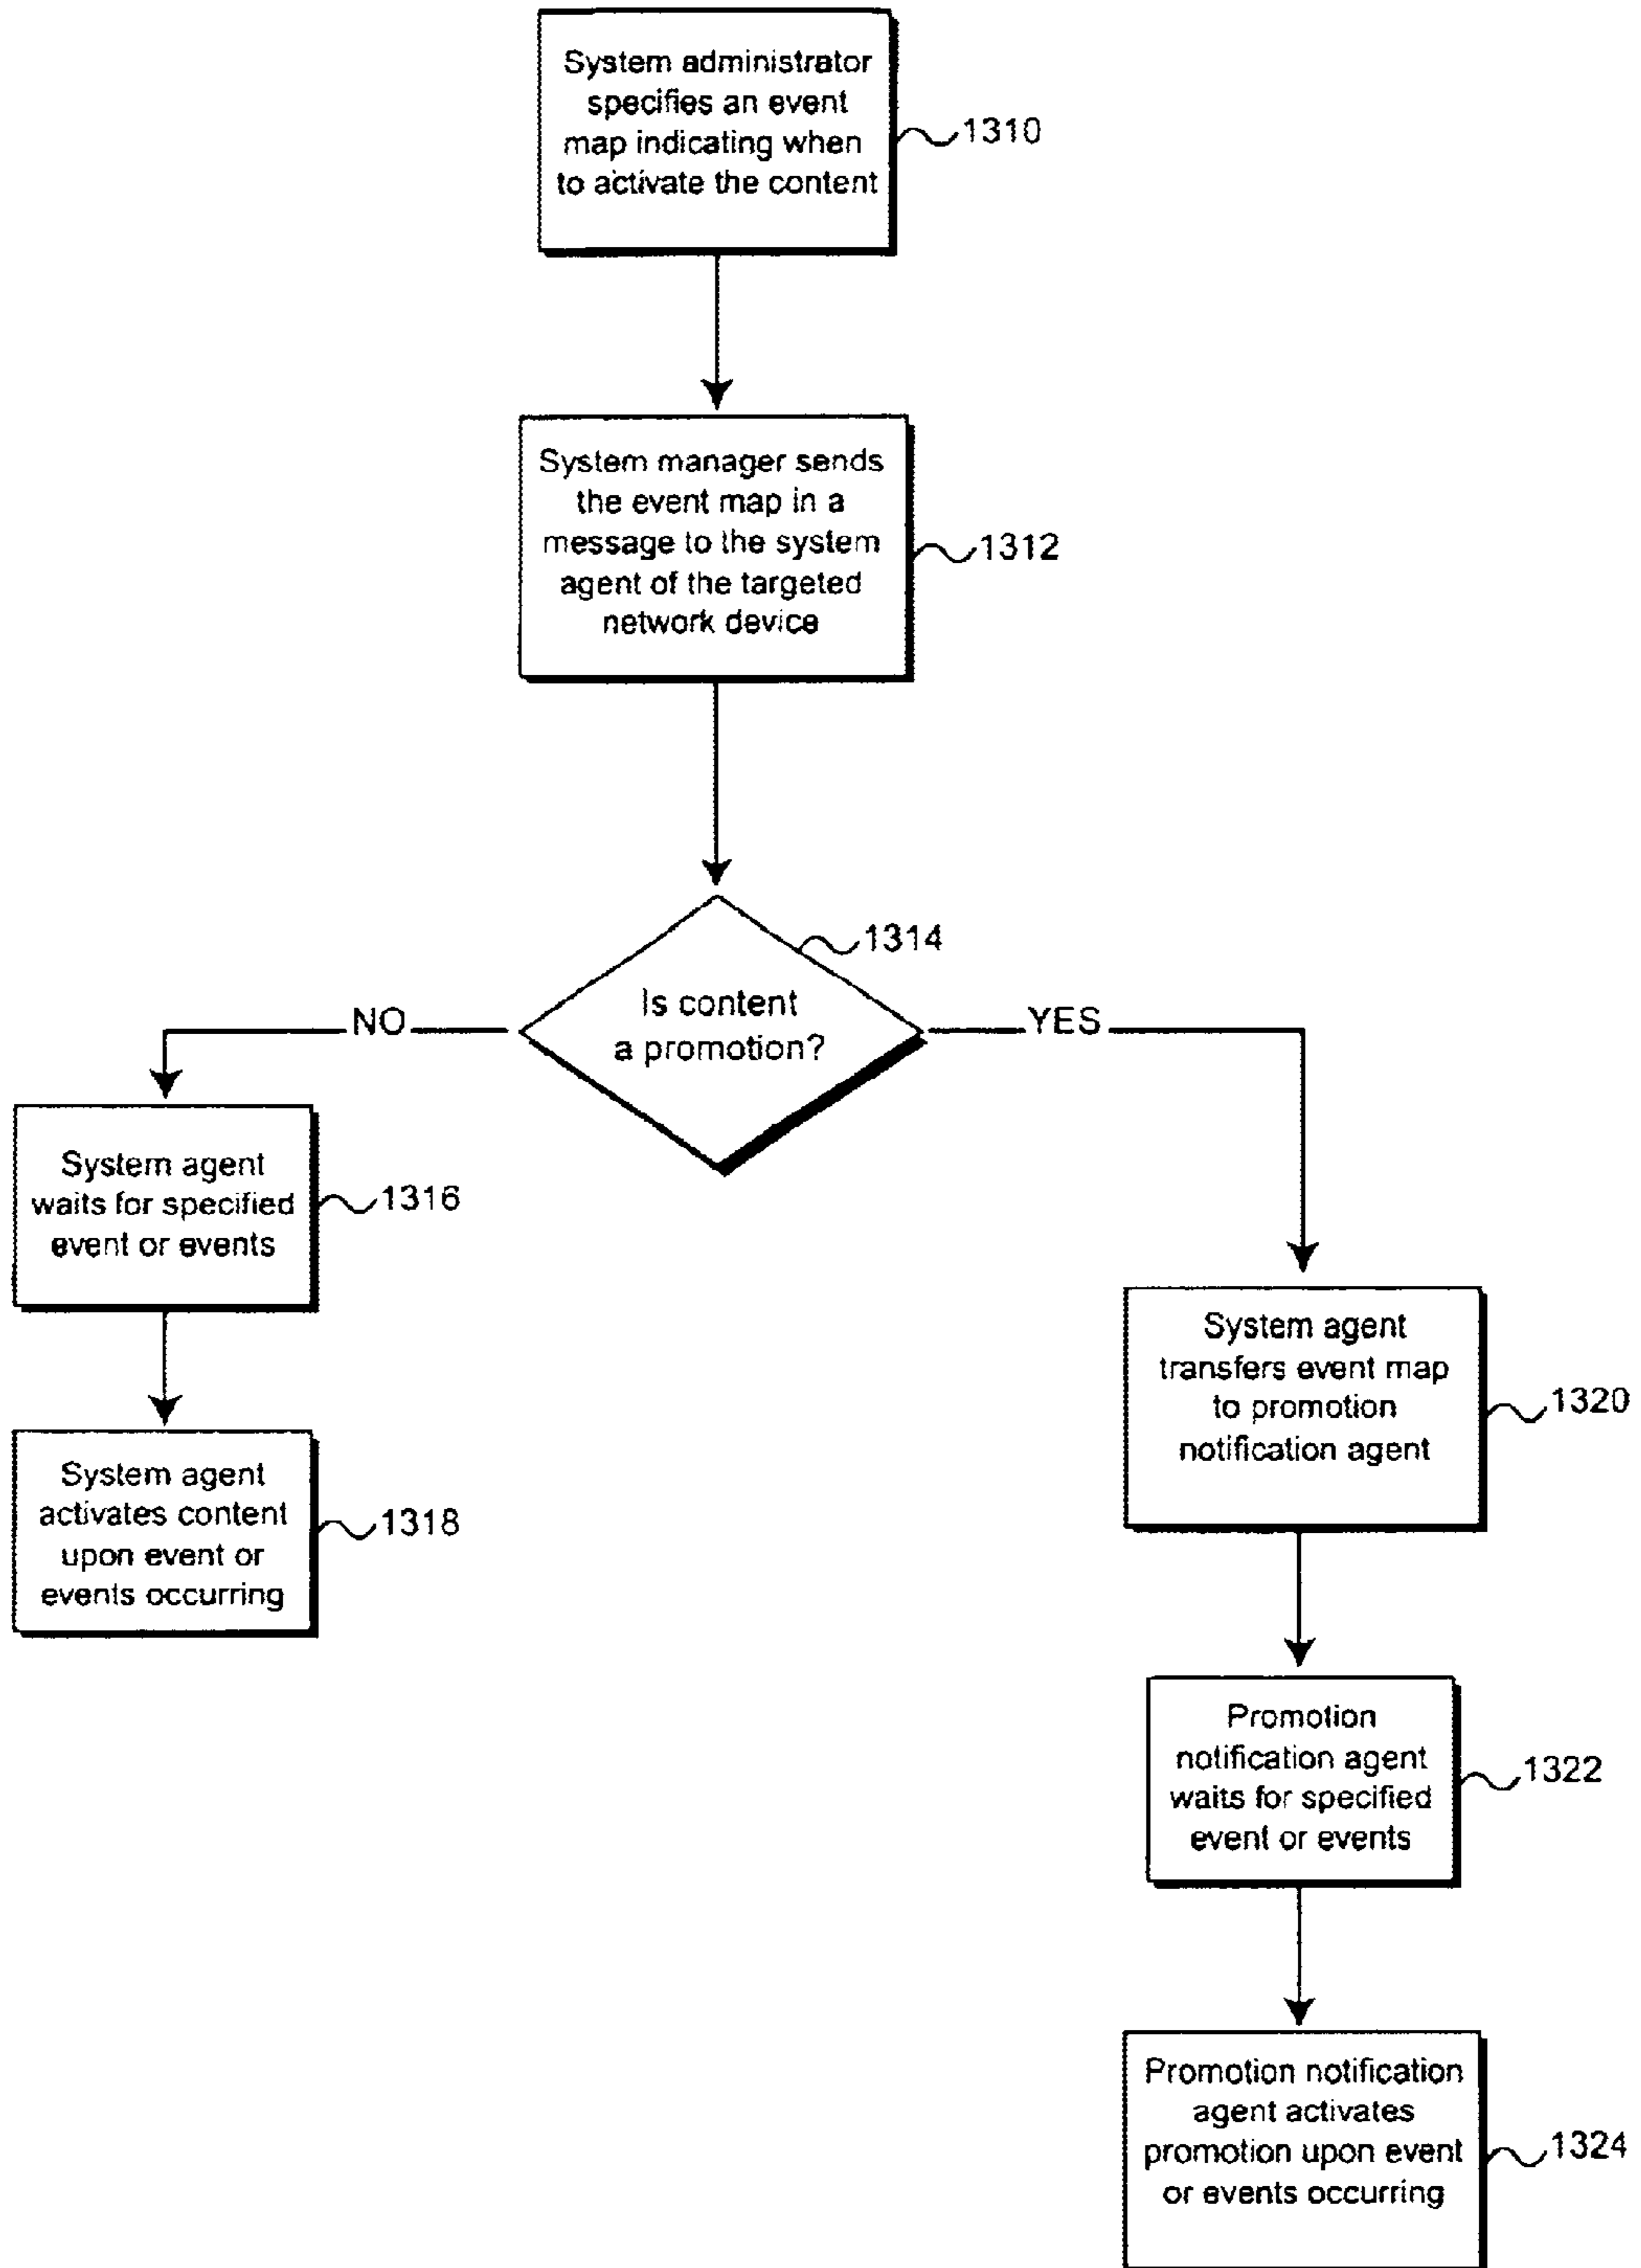 System administrator
specifies an event
map indicating when
to activate the content
1310
System manager sends
the event map in a
message to the system
agent of the targeted
network device
1312
1314
Is content
a promotion?
NO
YES
System agent
waits for specified
event or events
1316
System agent
activates content
upon event or
events occurring
1318
System agent
transfers event map
to promotion
notification agent
1320
Promotion
notification agent
waits for specified
event or events
1322
Promotion notification
agent activates
promotion upon event
or events occurring
1324